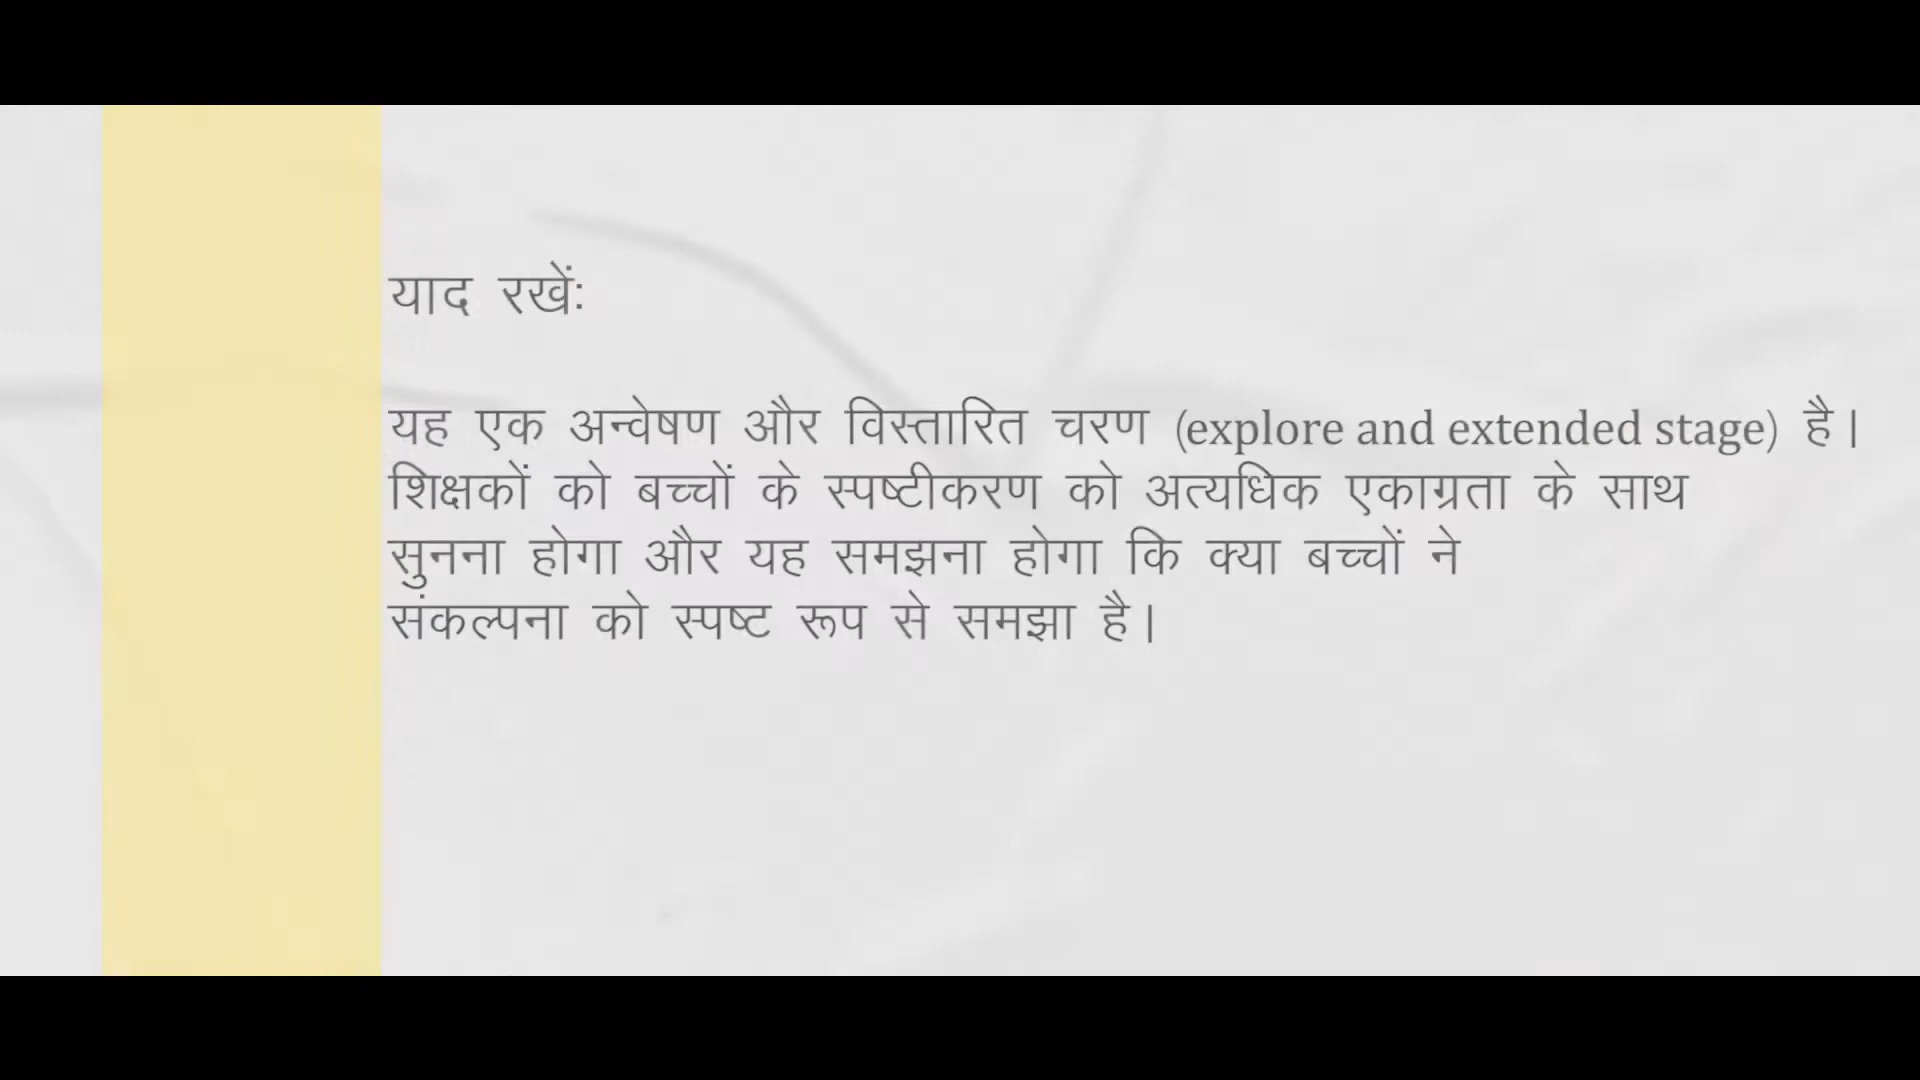 याद रखें:
यह एक अन्वेषण और विस्तारित चरण (explore and extended stage) है।
शिक्षकों को बच्चों के स्पष्टीकरण को अत्यधिक एकाग्रता के साथ
सुनना होगा और यह समझना होगा कि क्या बच्चों ने
संकल्पना को स्पष्ट रूप से समझा है।